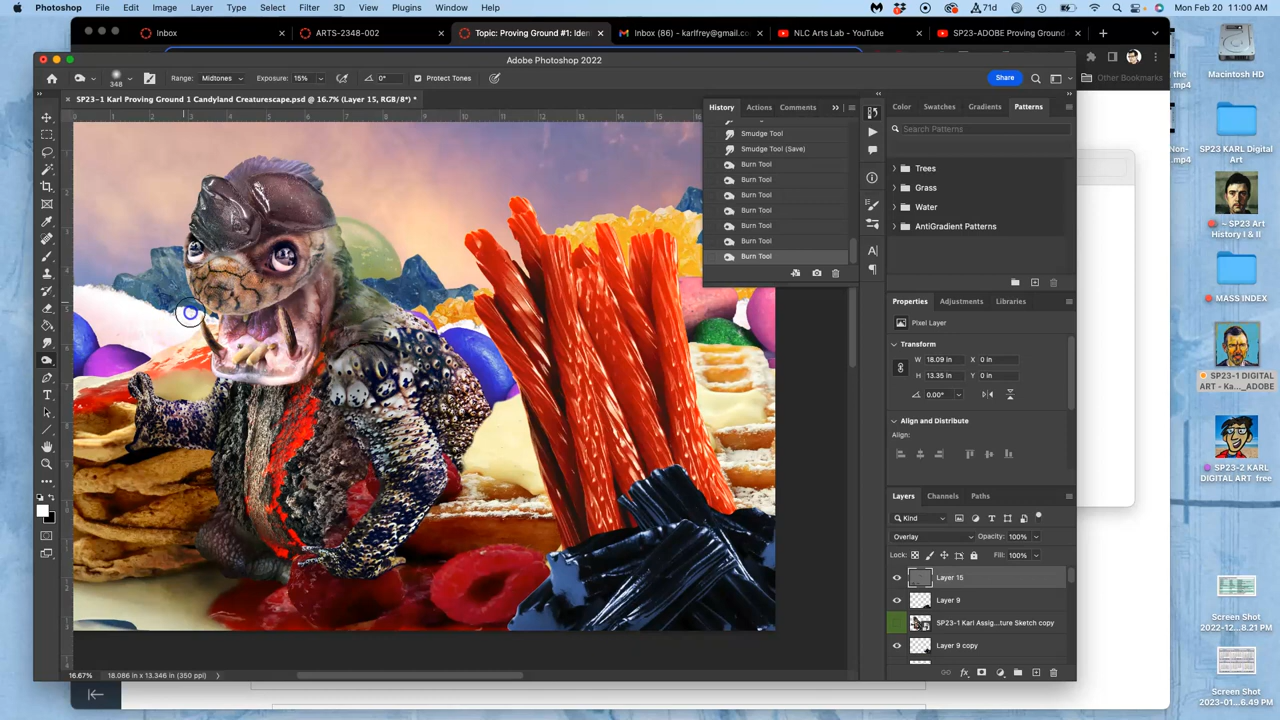 Photoshop File Edit Image Layer Type Select Filter 3D View Plugins Window Help
71d
Mon Feb 20 11:00 AM
Inbox
ARTS-2348-002
Topic: Proving Ground #1: Iden
Inbox (86) - karlfrey@gmail.co
NLC Arts Lab - YouTube
SP23-ADOBE Proving Ground
Adobe Photoshop 2022
348
Range: Midtones
Exposure: 15%
0°
Protect Tones
Share
Other Bookmarks
SP23-1 Karl Proving Ground 1 Candyland Creaturescape.psd @ 16.7% (Layer 15, RGB/8*) *
History Actions Comments
Smudge Tool
Smudge Tool (Save)
Burn Tool
Burn Tool
Burn Tool
Burn Tool
Burn Tool
Burn Tool
Burn Tool
Color Swatches Gradients Patterns
Search Patterns
Trees
Grass
Water
AntiGradient Patterns
Properties Adjustments Libraries
Pixel Layer
Transform
W 18.09 in X 0 in
H 13.35 in Y 0 in
0.00°
Align and Distribute
Align:
Layers Channels Paths
Kind
Overlay Opacity: 100%
Lock: Fill: 100%
Layer 15
Layer 9
SP23-1 Karl Assig...ture Sketch copy
Layer 9 copy
16.67% 18.086 in x 13.346 in (350 ppi)
Macintosh HD
SP23 KARL Digital Art
~ SP23 Art History I & II
MASS INDEX
SP23-1 DIGITAL ART - Ka..._ADOBE
SP23-2 KARL DIGITAL ART free
Screen Shot 2022-12...8.21 PM
Screen Shot 2023-01...6.49 PM